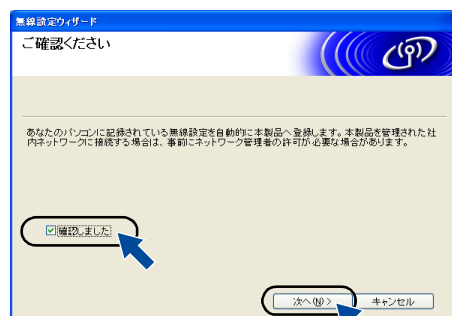 無線設定ウィザード
ご確認ください
あなたのパソコンに記録されている無線設定を自動的に本製品へ登録します。本製品を管理された社
内ネットワークに接続する場合は、事前にネットワーク管理者の許可が必要な場合があります。
確認しました
次へ(N) >
キャンセル